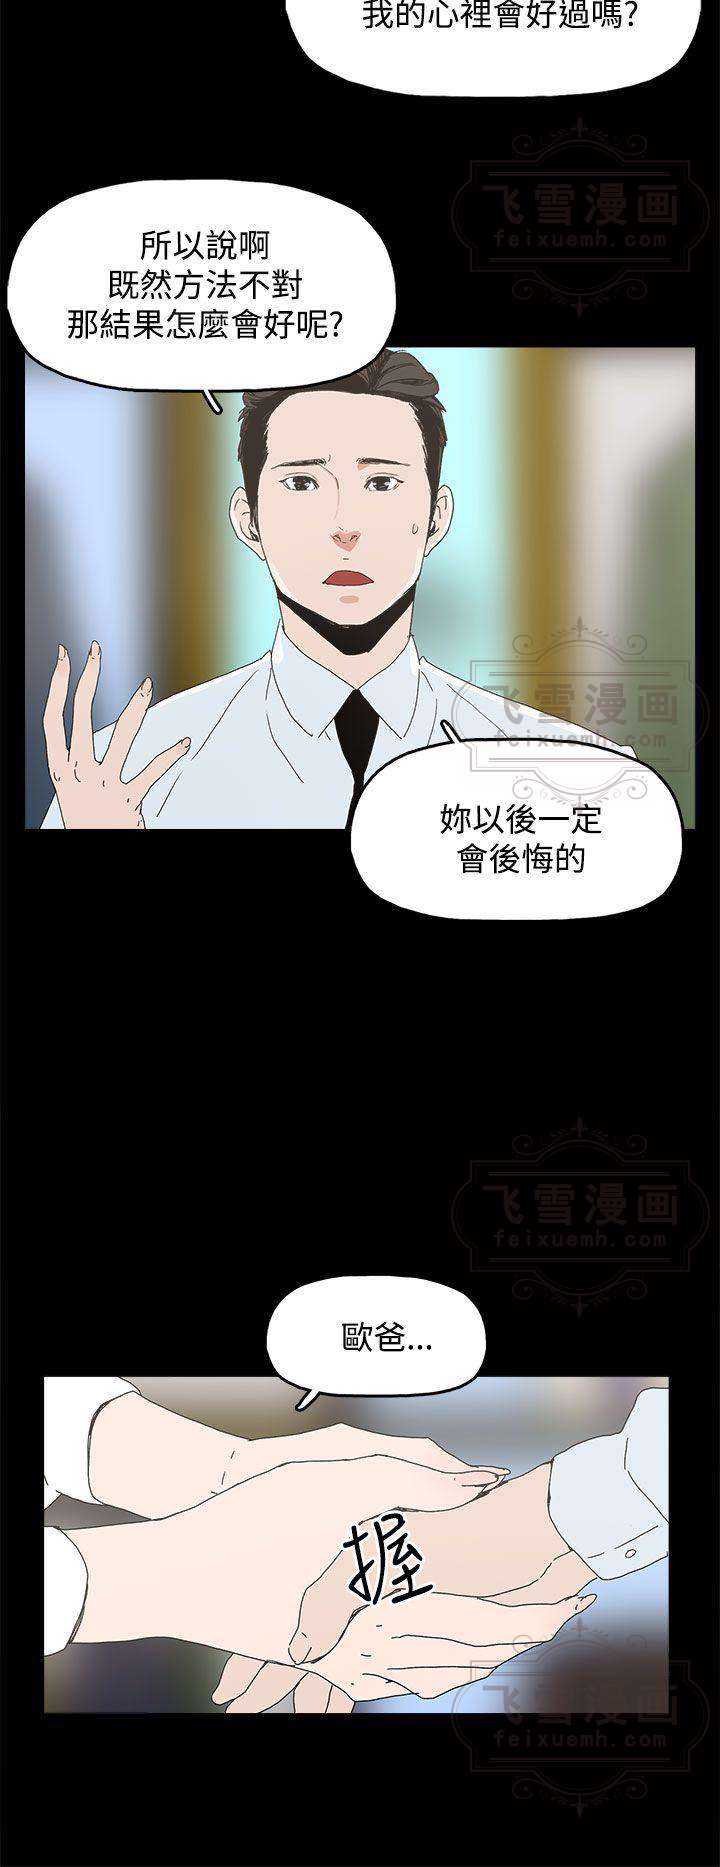 我的心裡會好過嗎?
飞雪漫画
feixuemh.com
所以說啊
既然方法不對
那結果怎麼會好呢?
飞雪漫画
feixuemh.com
妳以後一定
會後悔的
飞雪漫画
feixuemh.com
歐爸...
握
飞雪漫画
feixuemh.com